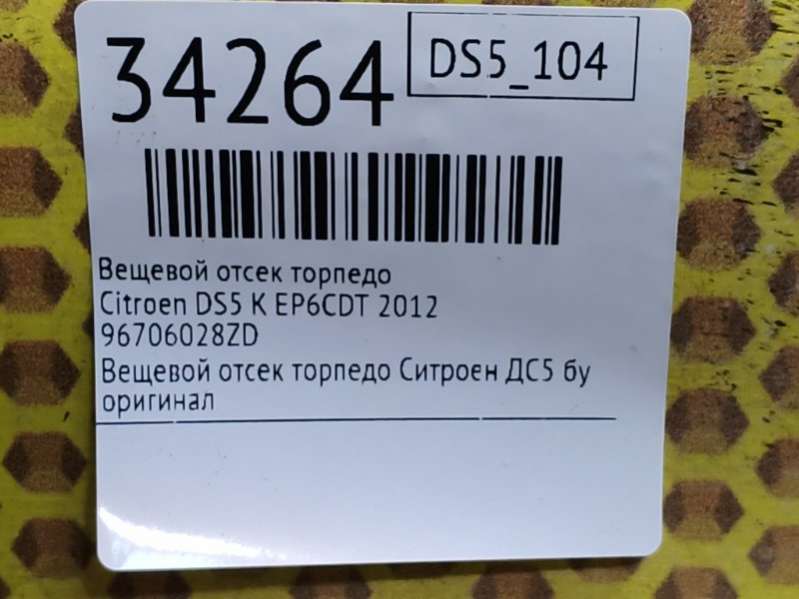 34264
DS5_104
Вещевой отсек торпедо
Citroen DS5 K EP6CDT 2012
96706028ZD
Вещевой отсек торпедо Ситроен ДС5 бу
оригинал